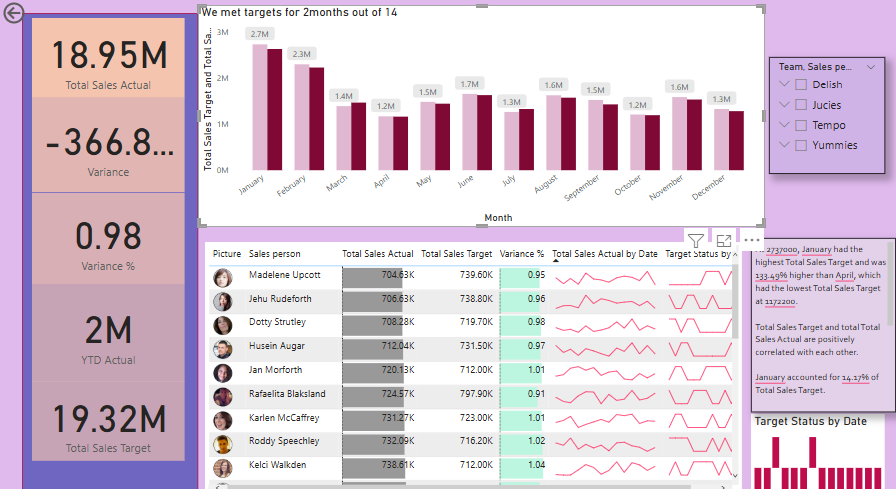 We met targets for 2months out of 14
18.95M
Total Sales Actual
-366.8...
Variance
0.98
Variance %
2M
YTD Actual
19.32M
Total Sales Target
Total Sales Target and Total Sa...
3M
2M
1M
0M
2.7M
2.3M
1.4M
1.2M
1.5M
1.7M
1.3M
1.6M
1.5M
1.2M
1.6M
1.3M
January
February
March
April
May
June
July
August
September
October
November
December
Month
Team, Sales pe...
Delish
Jucies
Tempo
Yummies
Picture Sales person Total Sales Actual Total Sales Target Variance % Total Sales Actual by Date Target Status by
Madelene Upcott 704.63K 739.60K 0.95
Jehu Rudeforth 706.63K 738.80K 0.96
Dotty Strutley 708.28K 719.70K 0.98
Husein Augar 712.04K 731.50K 0.97
Jan Morforth 720.13K 712.00K 1.01
Rafaelita Blaksland 724.57K 797.90K 0.91
Karlen McCaffrey 731.27K 723.00K 1.01
Roddy Speechley 732.09K 716.20K 1.02
Kelci Walkden 738.61K 712.00K 1.04
2737000, January had the
highest Total Sales Target and was
133.49% higher than April, which
had the lowest Total Sales Target
at 1172200.
Total Sales Target and total Total
Sales Actual are positively
correlated with each other.
January accounted for 14.17% of
Total Sales Target.
Target Status by Date